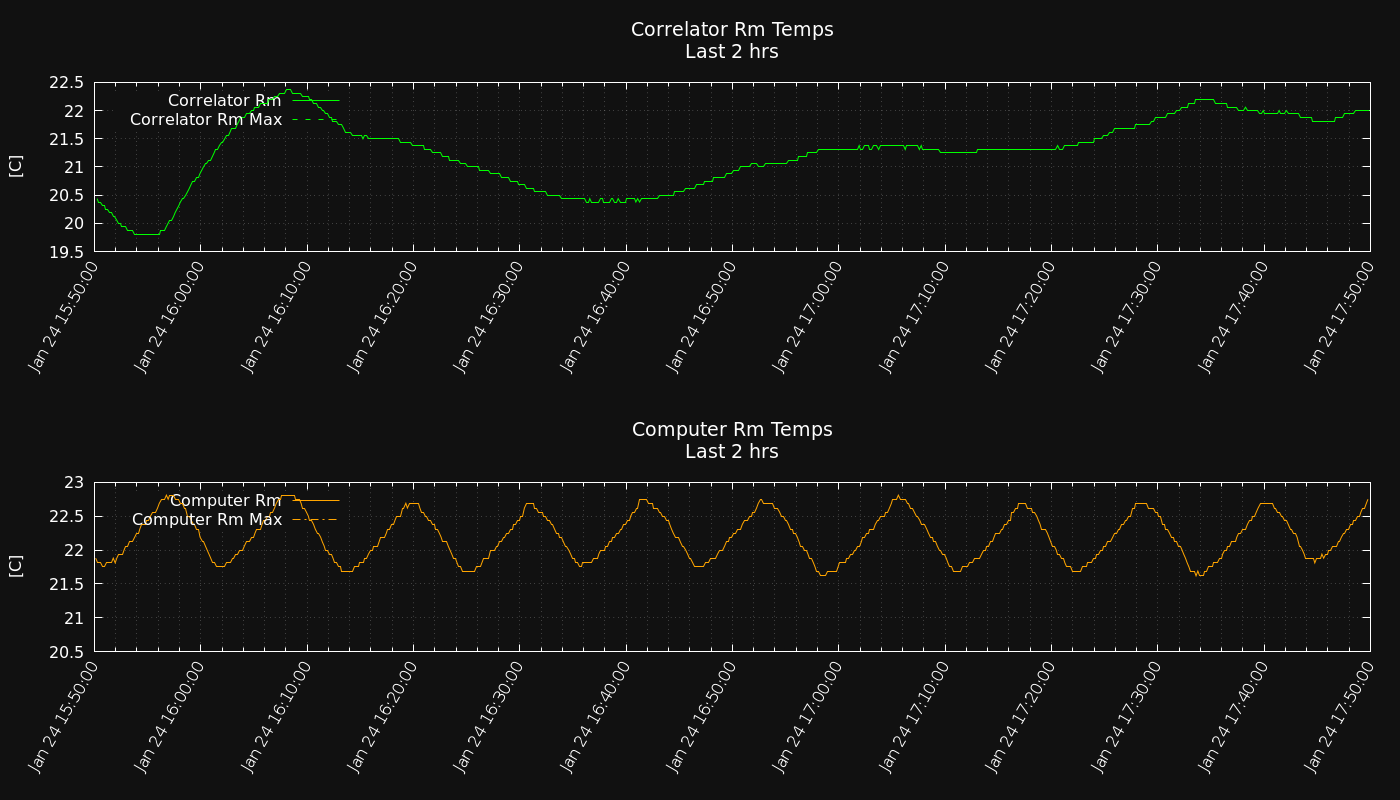 Correlator Rm Temps
Last 2 hrs
22.5
22
21.5
21
20.5
20
19.5
[C]
Correlator Rm
Correlator Rm Max
Jan 24 15:50:00
Jan 24 16:00:00
Jan 24 16:10:00
Jan 24 16:20:00
Jan 24 16:30:00
Jan 24 16:40:00
Jan 24 16:50:00
Jan 24 17:00:00
Jan 24 17:10:00
Jan 24 17:20:00
Jan 24 17:30:00
Jan 24 17:40:00
Jan 24 17:50:00
Computer Rm Temps
Last 2 hrs
23
22.5
22
21.5
21
20.5
[C]
Computer Rm
Computer Rm Max
Jan 24 15:50:00
Jan 24 16:00:00
Jan 24 16:10:00
Jan 24 16:20:00
Jan 24 16:30:00
Jan 24 16:40:00
Jan 24 16:50:00
Jan 24 17:00:00
Jan 24 17:10:00
Jan 24 17:20:00
Jan 24 17:30:00
Jan 24 17:40:00
Jan 24 17:50:00